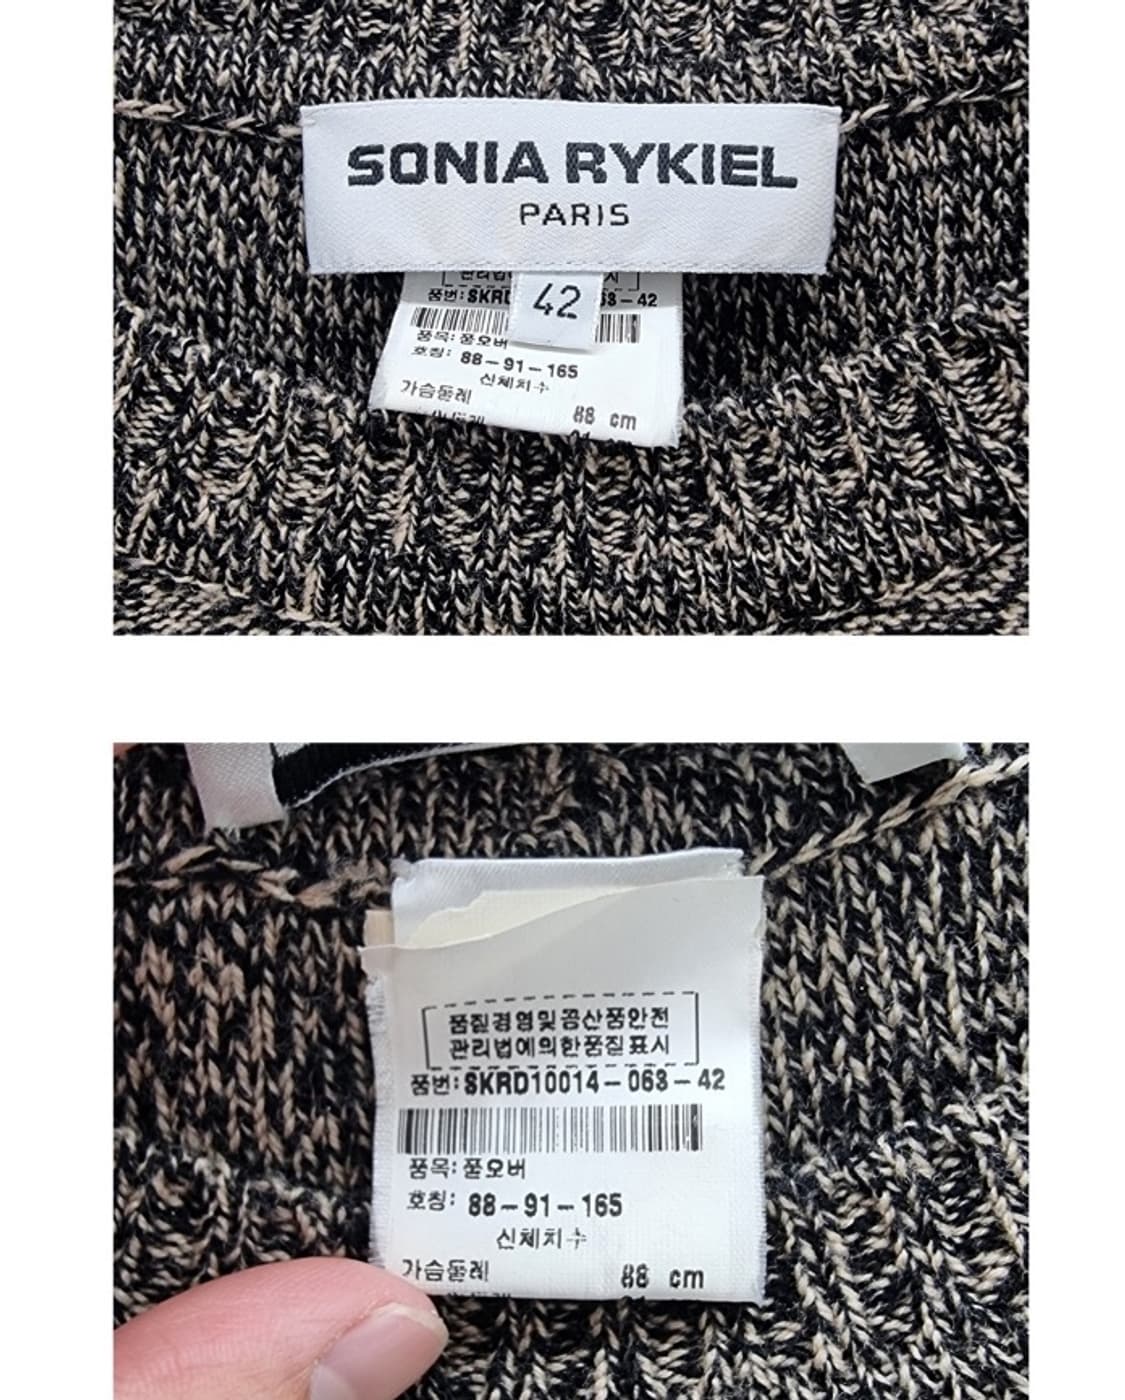 SONIA RYKIEL
PARIS
42
품번: SKRD 63-42
품목: 풀오버
호칭: 88-91-165
신체치수
가슴둘레 88 cm
품질경영및공산품안전
관리법에의한품질표시
품번: SKRD10014-063-42
품목: 풀오버
호칭: 88-91-165
신체치수
가슴둘레 88 cm